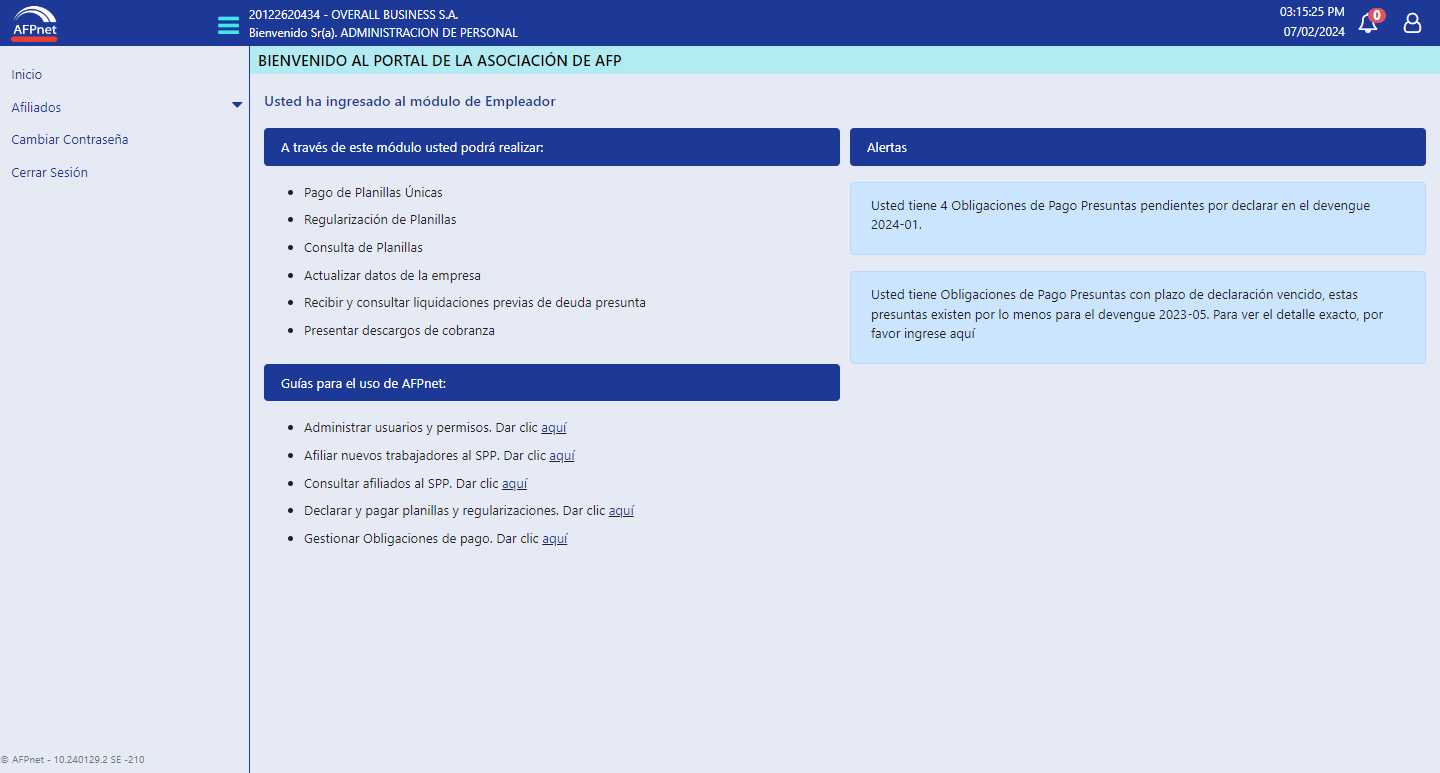 AFPnet
20122620434 - OVERALL BUSINESS S.A.
Bienvenido Sr(a). ADMINISTRACION DE PERSONAL
03:15:25 PM
07/02/2024
0
Inicio
Afiliados
Cambiar Contraseña
Cerrar Sesión
BIENVENIDO AL PORTAL DE LA ASOCIACIÓN DE AFP
Usted ha ingresado al módulo de Empleador
A través de este módulo usted podrá realizar:
• Pago de Planillas Únicas
• Regularización de Planillas
• Consulta de Planillas
• Actualizar datos de la empresa
• Recibir y consultar liquidaciones previas de deuda presunta
• Presentar descargos de cobranza
Guías para el uso de AFPnet:
• Administrar usuarios y permisos. Dar clic aquí
• Afiliar nuevos trabajadores al SPP. Dar clic aquí
• Consultar afiliados al SPP. Dar clic aquí
• Declarar y pagar planillas y regularizaciones. Dar clic aquí
• Gestionar Obligaciones de pago. Dar clic aquí
Alertas
Usted tiene 4 Obligaciones de Pago Presuntas pendientes por declarar en el devengue
2024-01.
Usted tiene Obligaciones de Pago Presuntas con plazo de declaración vencido, estas
presuntas existen por lo menos para el devengue 2023-05. Para ver el detalle exacto, por
favor ingrese aquí
© AFPnet - 10.240129.2 SE -210